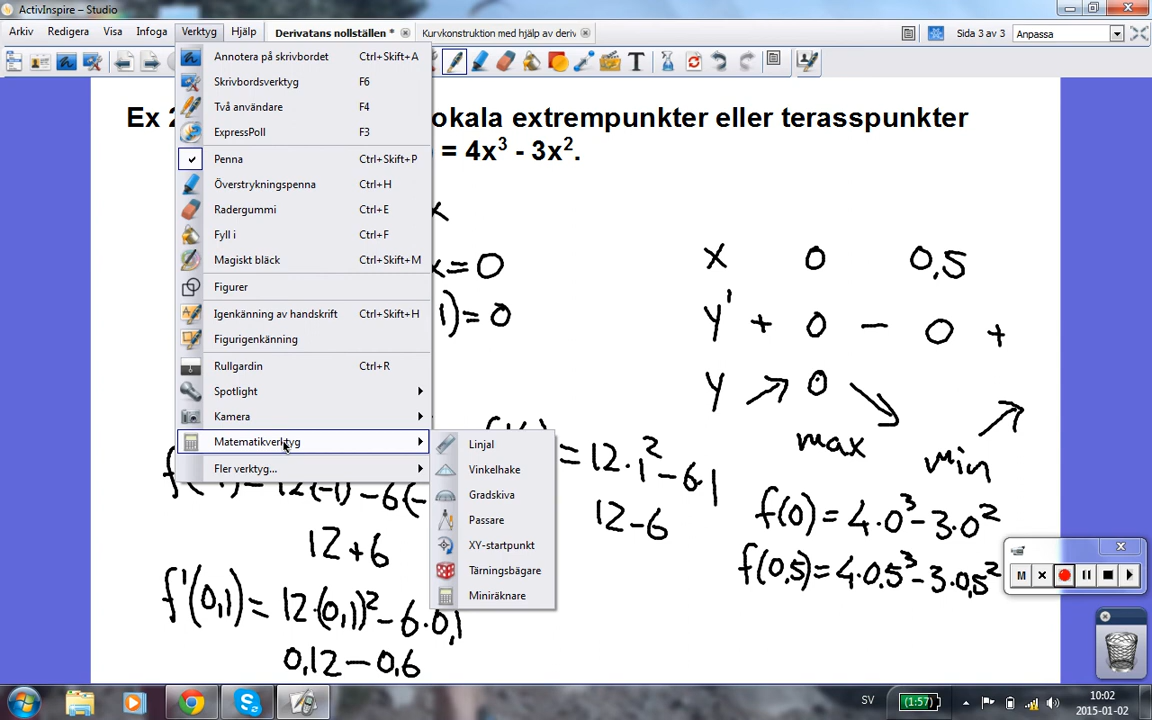 ActivInspire – Studio
Arkiv Redigera Visa Infoga Verktyg Hjälp Derivatans nollställen * Kurvkonstruktion med hjälp av deriv Sida 3 av 3 Anpassa
Annotera på skrivbordet Ctrl+Skift+A
Skrivbordsverktyg F6
Två användare F4
ExpressPoll F3
Penna Ctrl+Skift+P
Överstrykningspenna Ctrl+H
Radergummi Ctrl+E
Fyll i Ctrl+F
Magiskt bläck Ctrl+Skift+M
Figurer
Igenkänning av handskrift Ctrl+Skift+H
Figurigenkänning
Rullgardin Ctrl+R
Spotlight
Kamera
Matematikverktyg
Fler verktyg...
Linjal
Vinkelhake
Gradskiva
Passare
XY-startpunkt
Tärningsbägare
Miniräknare
Ex okala extrempunkter eller terasspunkter
= 4x³ - 3x².
x
x = 0
1) = 0
x 0 0,5
y' + 0 – 0 +
y ↗ 0 ↘ ↗
max min
= 12·1² – 6·1
12 – 6
12 + 6
f'(0,1) = 12·(0,1)² – 6·0,1
0,12 – 0,6
f(0) = 4·0³ – 3·0²
f(0,5) = 4·0,5³ – 3·0,5²
M
SV 1:57 10:02
2015-01-02